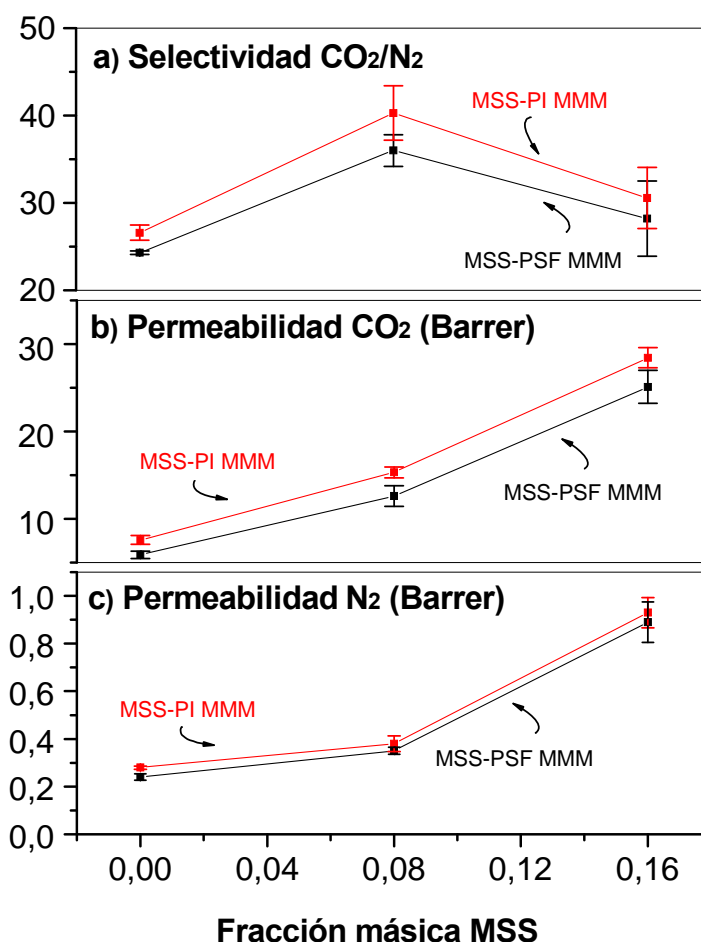 50
a) Selectividad CO₂/N₂
MSS-PI MMM
40
30
MSS-PSF MMM
20
b) Permeabilidad CO₂ (Barrer)
30
20
MSS-PI MMM
MSS-PSF MMM
10
1,0
c) Permeabilidad N₂ (Barrer)
0,8
0,6
MSS-PI MMM
0,4
MSS-PSF MMM
0,2
0,0
0,00 0,04 0,08 0,12 0,16
Fracción másica MSS